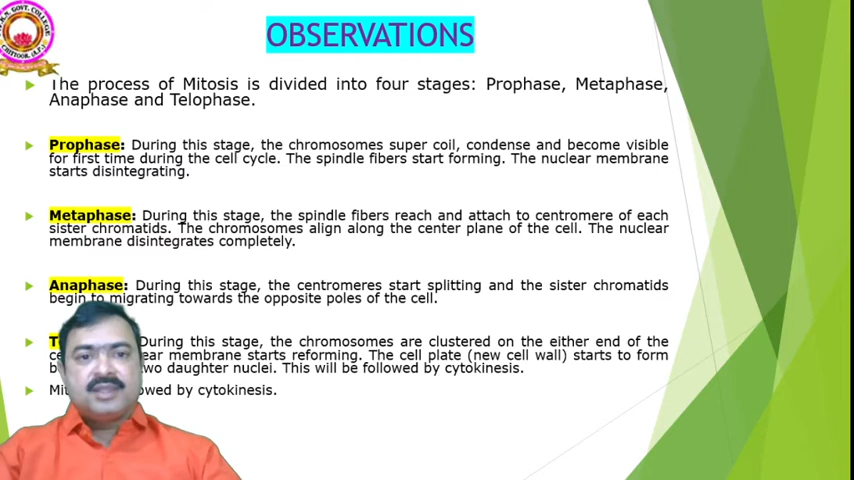 OBSERVATIONS
GOVT. COLLEGE
CHITTOOR (A.P.)
The process of Mitosis is divided into four stages: Prophase, Metaphase,
Anaphase and Telophase.
Prophase: During this stage, the chromosomes super coil, condense and become visible
for first time during the cell cycle. The spindle fibers start forming. The nuclear membrane
starts disintegrating.
Metaphase: During this stage, the spindle fibers reach and attach to centromere of each
sister chromatids. The chromosomes align along the center plane of the cell. The nuclear
membrane disintegrates completely.
Anaphase: During this stage, the centromeres start splitting and the sister chromatids
begin to migrating towards the opposite poles of the cell.
During this stage, the chromosomes are clustered on the either end of the
membrane starts reforming. The cell plate (new cell wall) starts to form
two daughter nuclei. This will be followed by cytokinesis.
by cytokinesis.